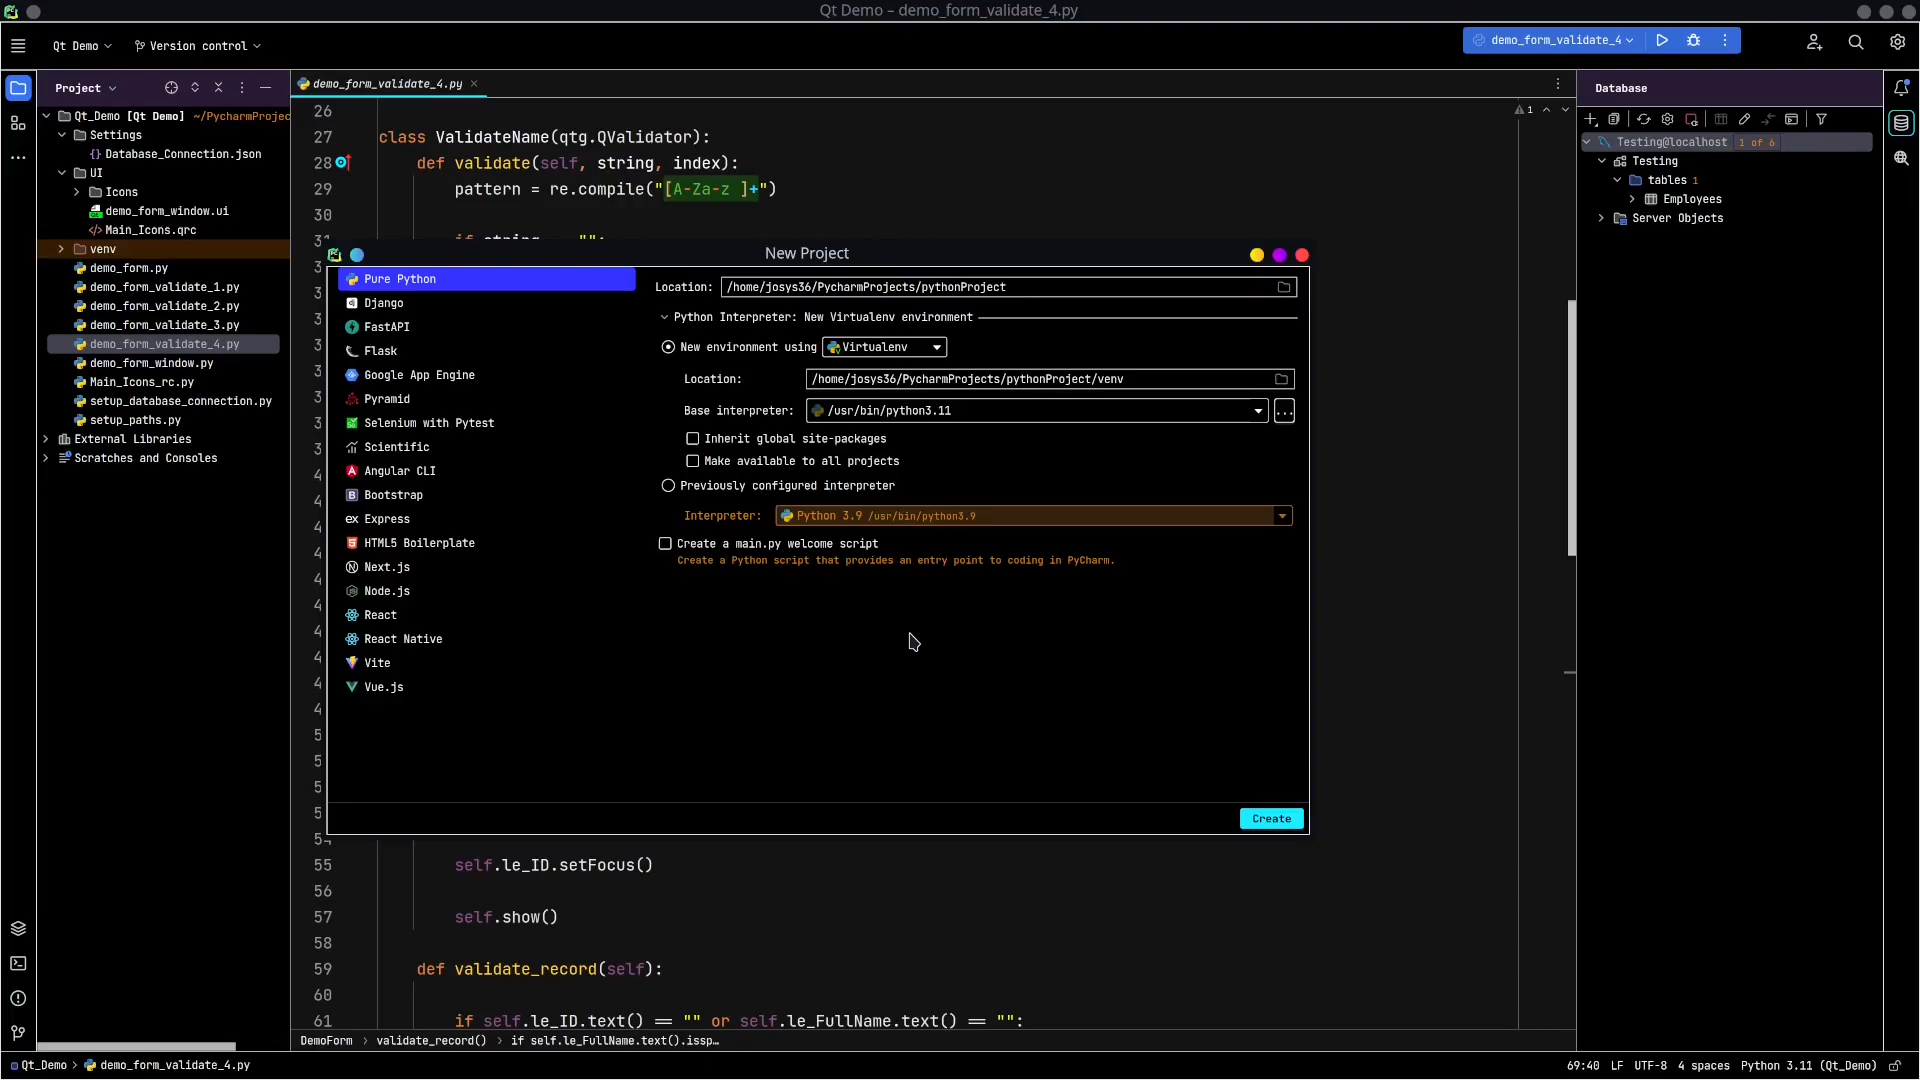 Qt Demo – demo_form_validate_4.py
Qt Demo
Version control
demo_form_validate_4
Project
demo_form_validate_4.py
Database
Qt_Demo [Qt Demo] ~/PycharmProjec
Settings
Database_Connection.json
UI
Icons
demo_form_window.ui
Main_Icons.qrc
venv
demo_form.py
demo_form_validate_1.py
demo_form_validate_2.py
demo_form_validate_3.py
demo_form_validate_4.py
demo_form_window.py
Main_Icons_rc.py
setup_database_connection.py
setup_paths.py
External Libraries
Scratches and Consoles
26
27 class ValidateName(qtg.QValidator):
28 def validate(self, string, index):
29 pattern = re.compile("[A-Za-z ]+")
30
1
Testing@localhost 1 of 6
Testing
tables 1
Employees
Server Objects
New Project
Pure Python
Django
FastAPI
Flask
Google App Engine
Pyramid
Selenium with Pytest
Scientific
Angular CLI
Bootstrap
Express
HTML5 Boilerplate
Next.js
Node.js
React
React Native
Vite
Vue.js
Location: /home/josys36/PycharmProjects/pythonProject
Python Interpreter: New Virtualenv environment
New environment using Virtualenv
Location: /home/josys36/PycharmProjects/pythonProject/venv
Base interpreter: /usr/bin/python3.11 ...
Inherit global site-packages
Make available to all projects
Previously configured interpreter
Interpreter: Python 3.9 /usr/bin/python3.9
Create a main.py welcome script
Create a Python script that provides an entry point to coding in PyCharm.
Create
55 self.le_ID.setFocus()
56
57 self.show()
58
59 def validate_record(self):
60
61 if self.le_ID.text() == "" or self.le_FullName.text() == "":
DemoForm > validate_record() > if self.le_FullName.text().issp…
Qt_Demo > demo_form_validate_4.py
69:40 LF UTF-8 4 spaces Python 3.11 (Qt_Demo)